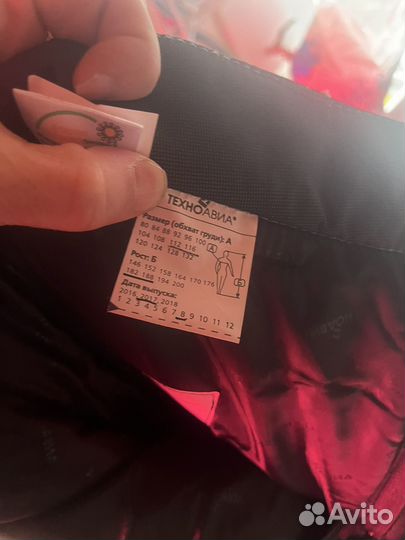 ТЕХНОАВИА®
Размер (обхват груди): А
80 84 88 92 96 100
104 108 112 116
120 124 128 132
А
Рост: Б
146 152 158 164 170 176
182 188 194 200
Б
Дата выпуска:
2016, 2017, 2018
1 2 3 4 5 6 7 8 9 10 11 12
Avito